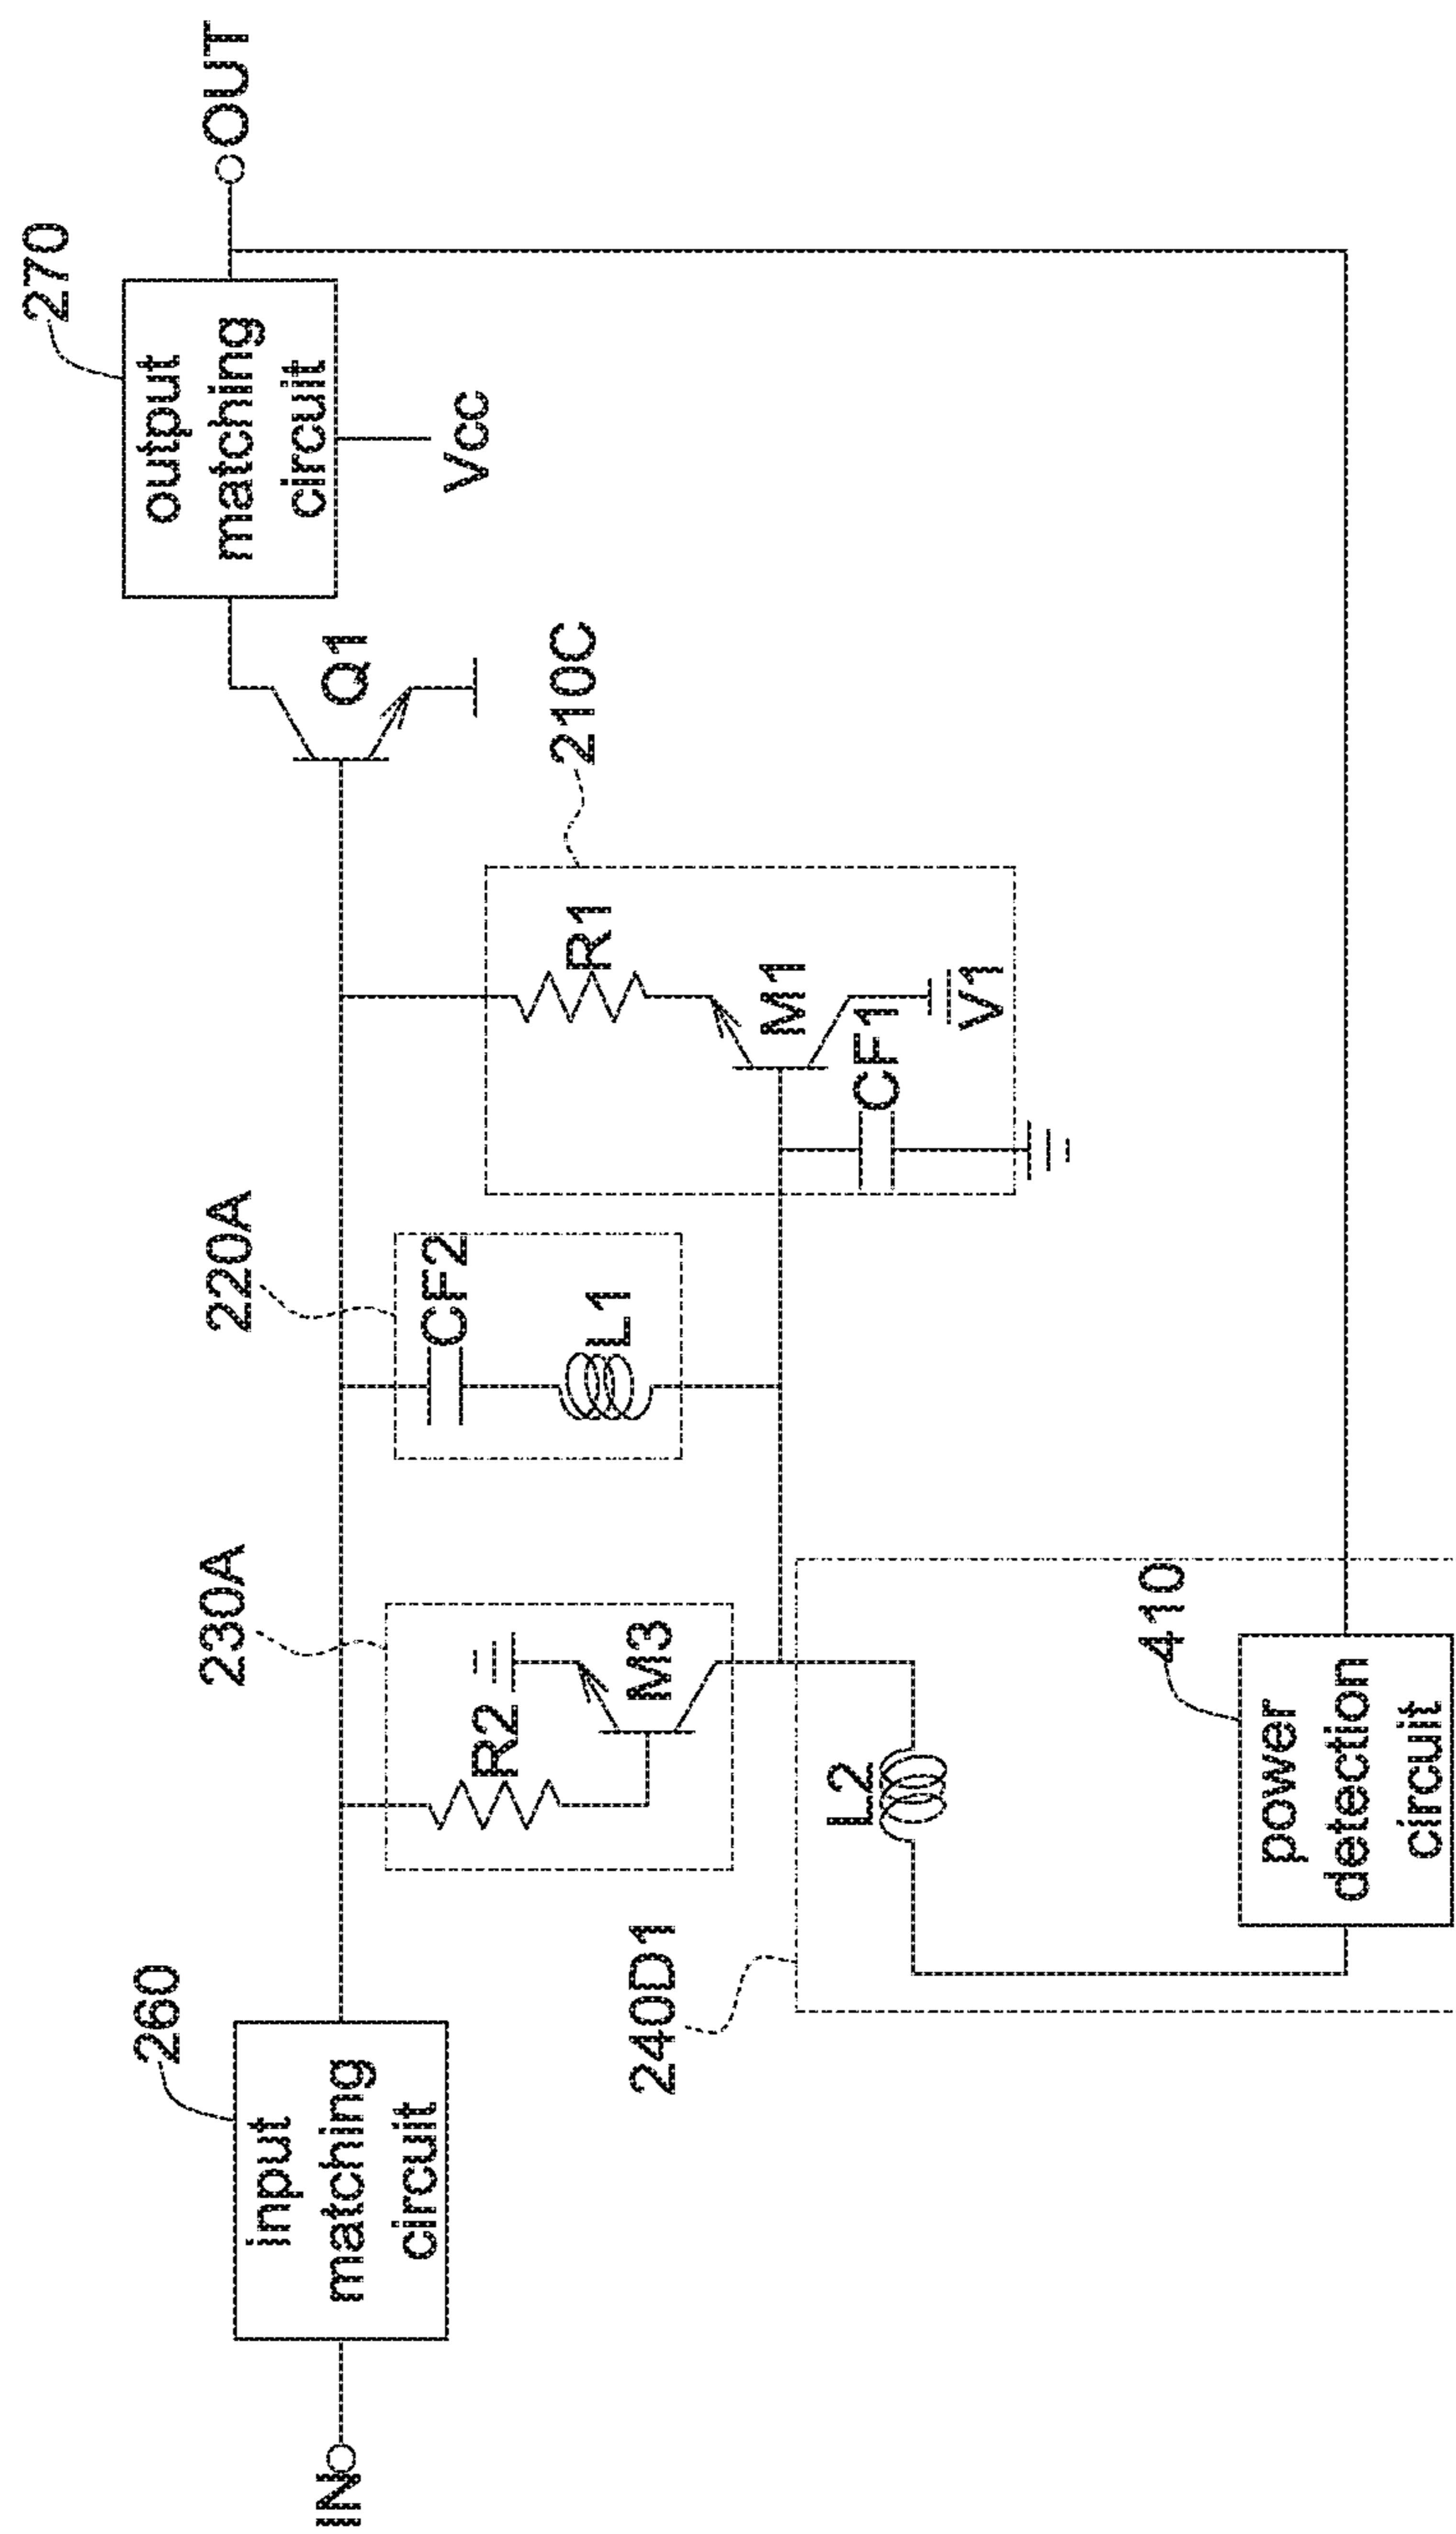 270
OUT
output
matching
circuit
Vcc
Q1
210C
R1
M1
CF1
V1
220A
CF2
L1
230A
R2
M3
260
input
matching
circuit
IN
240D1
L2
410
power
detection
circuit